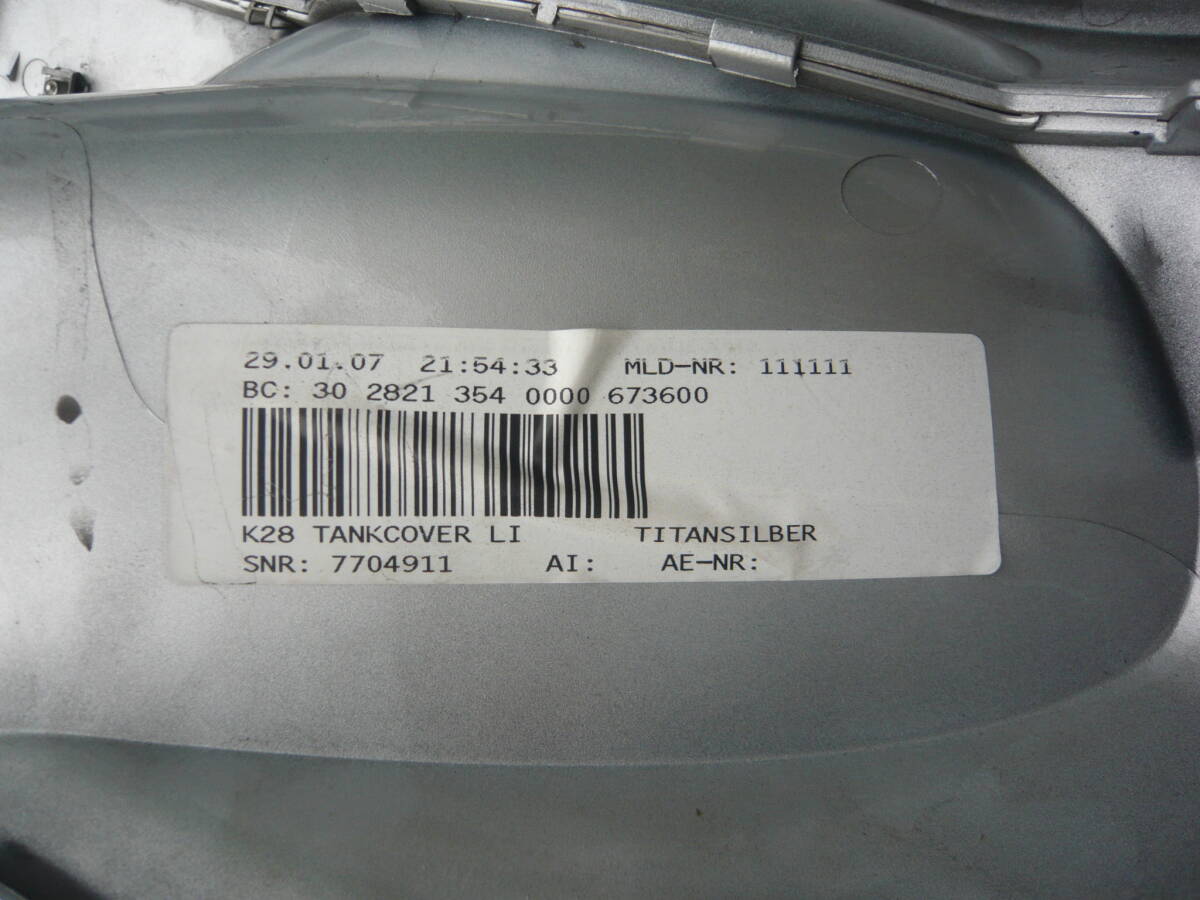 29.01.07 21:54:33 MLD-NR: 111111
BC: 30 2821 354 0000 673600
K28 TANKCOVER LI TITANSILBER
SNR: 7704911 AI: AE-NR: